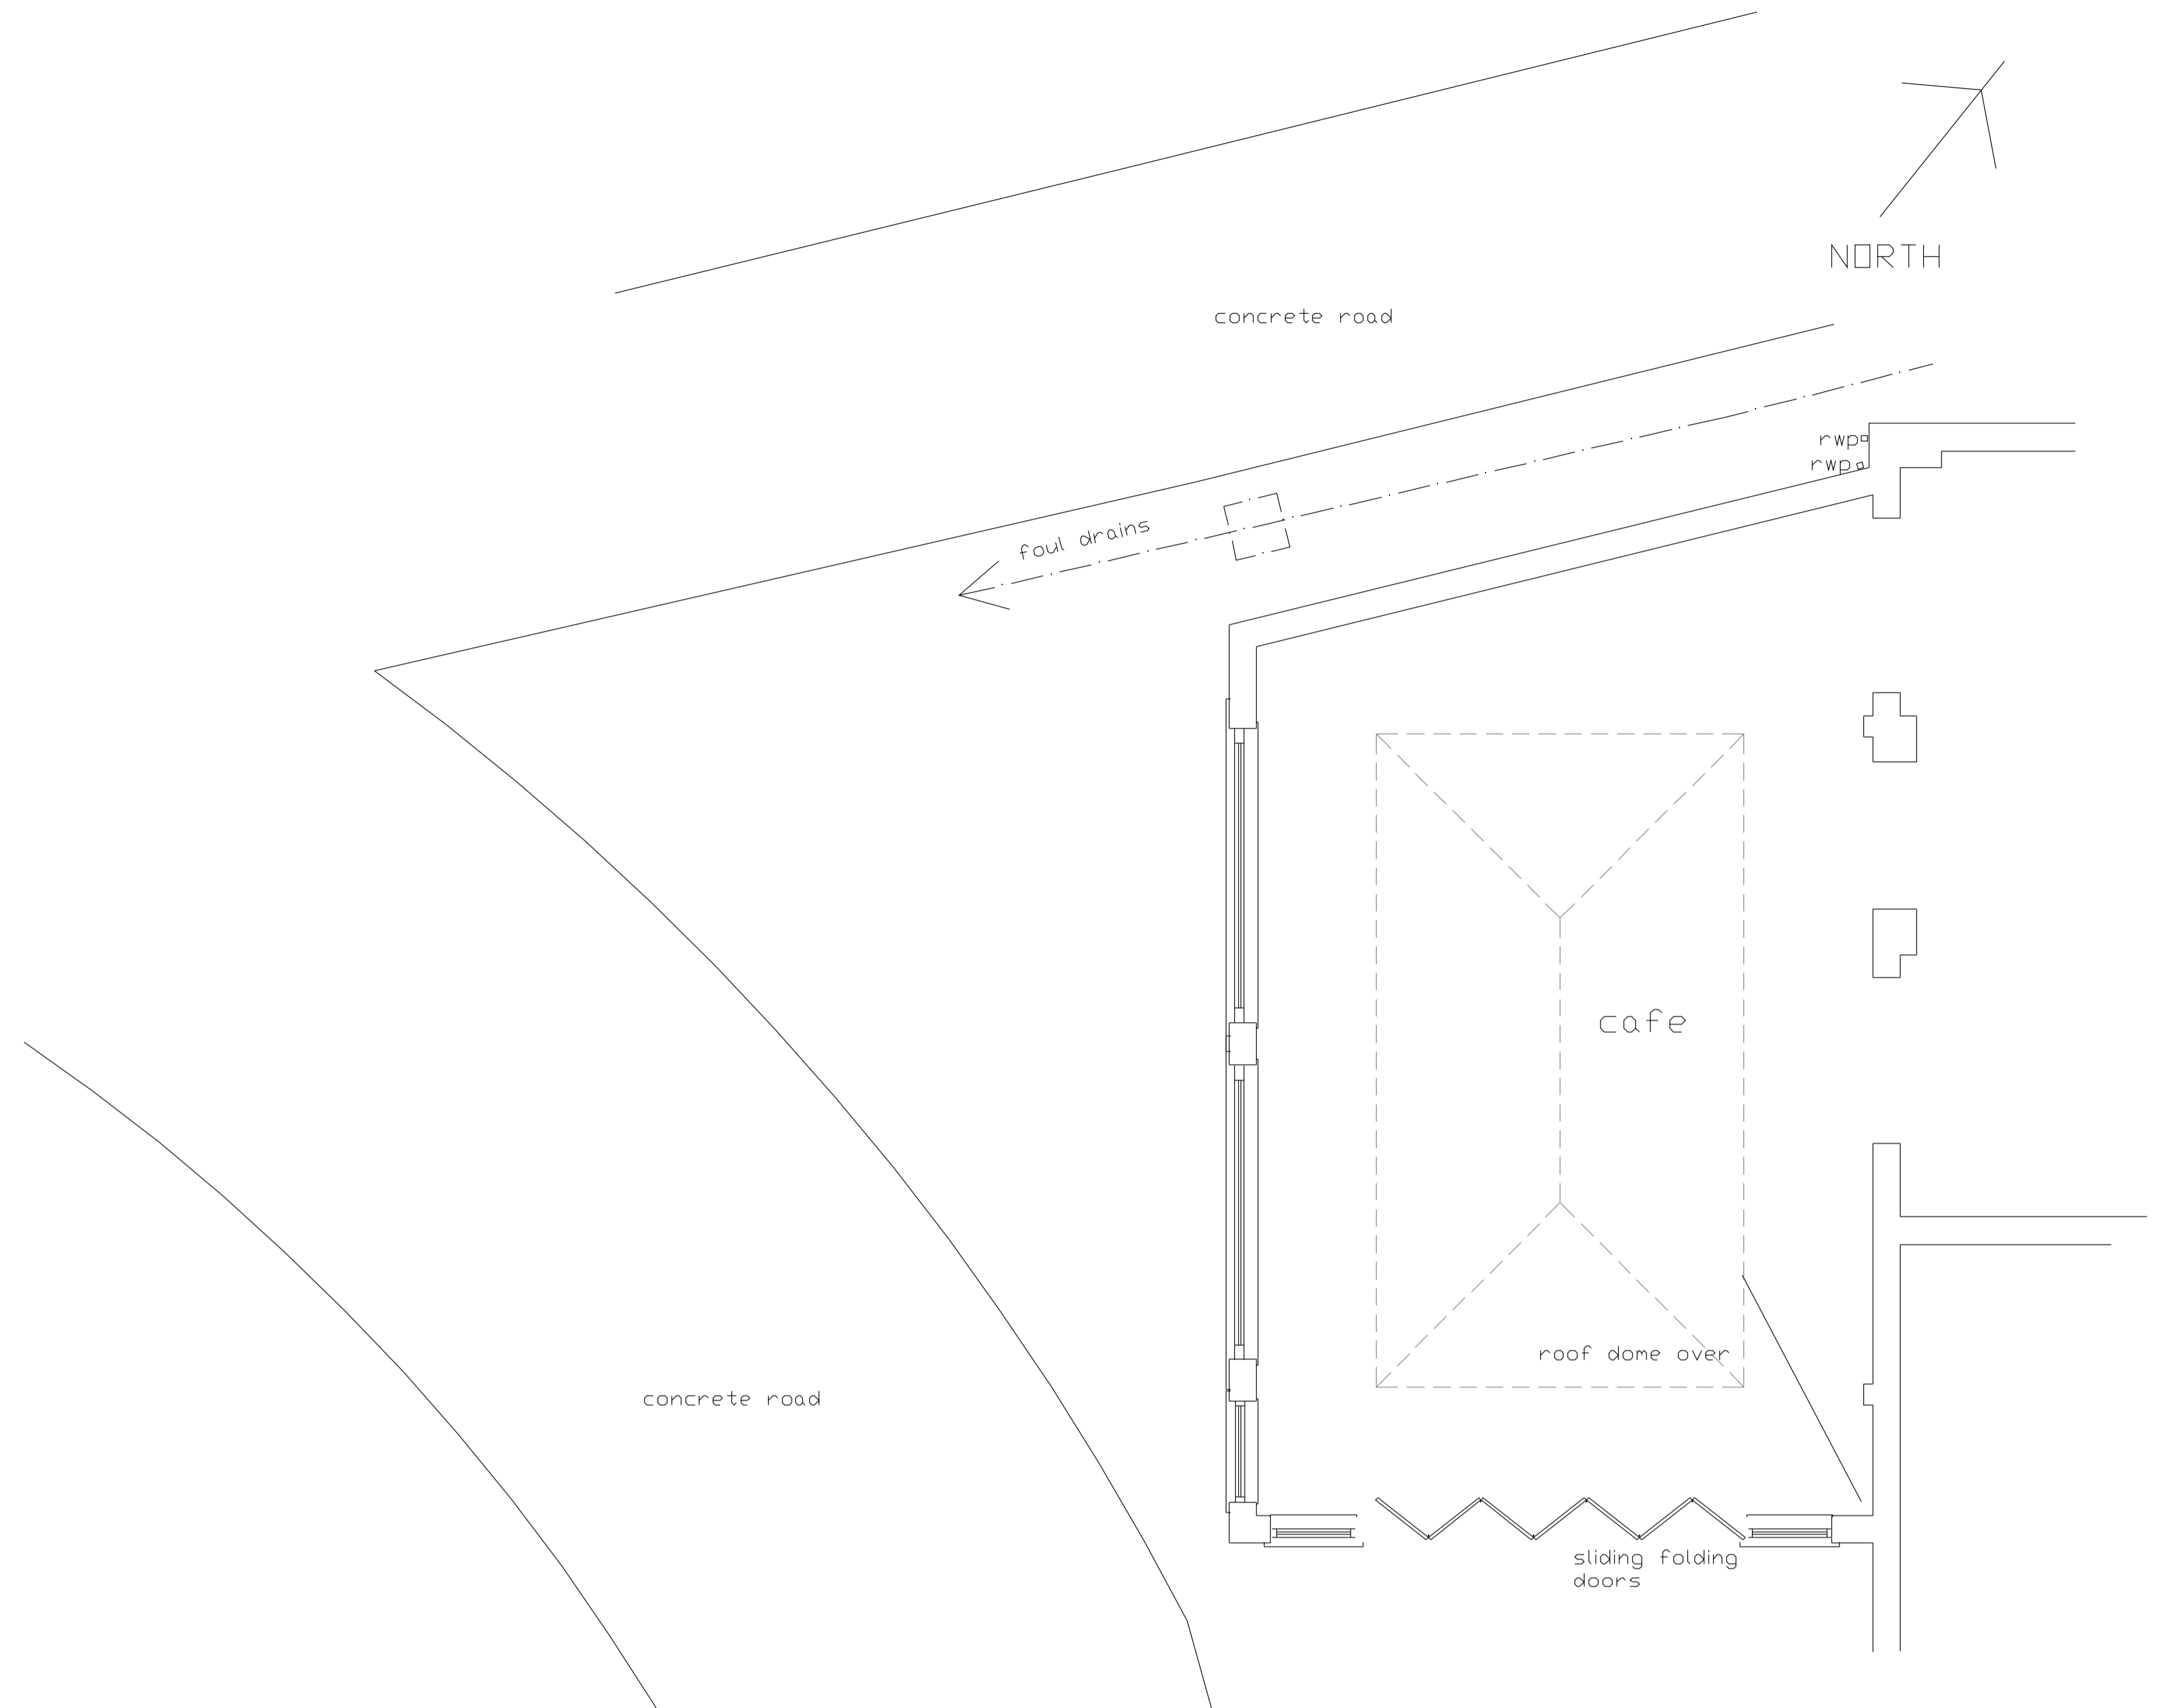 NORTH
concrete road
rwp
rwp
foul drains
cafe
roof dome over
concrete road
sliding folding
doors